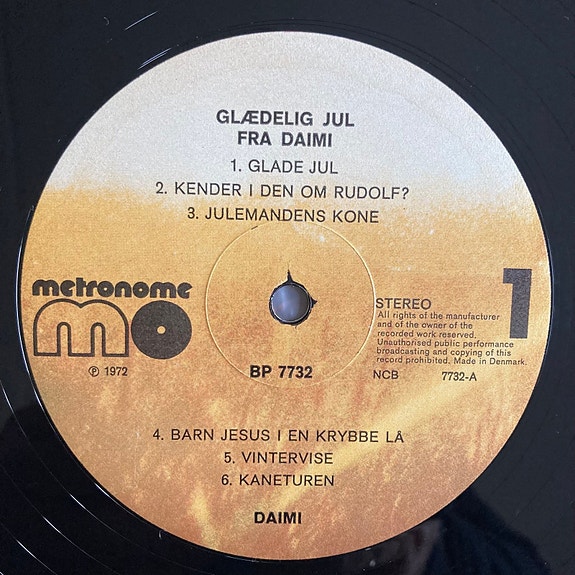 GLÆDELIG JUL
FRA DAIMI
1. GLADE JUL
2. KENDER I DEN OM RUDOLF?
3. JULEMANDENS KONE
metronome
mo
℗ 1972
BP 7732
1
STEREO
All rights of the manufacturer
and of the owner of the
recorded work reserved.
Unauthorised public performance
broadcasting and copying of this
record prohibited. Made in Denmark.
NCB 7732-A
4. BARN JESUS I EN KRYBBE LÅ
5. VINTERVISE
6. KANETUREN
DAIMI